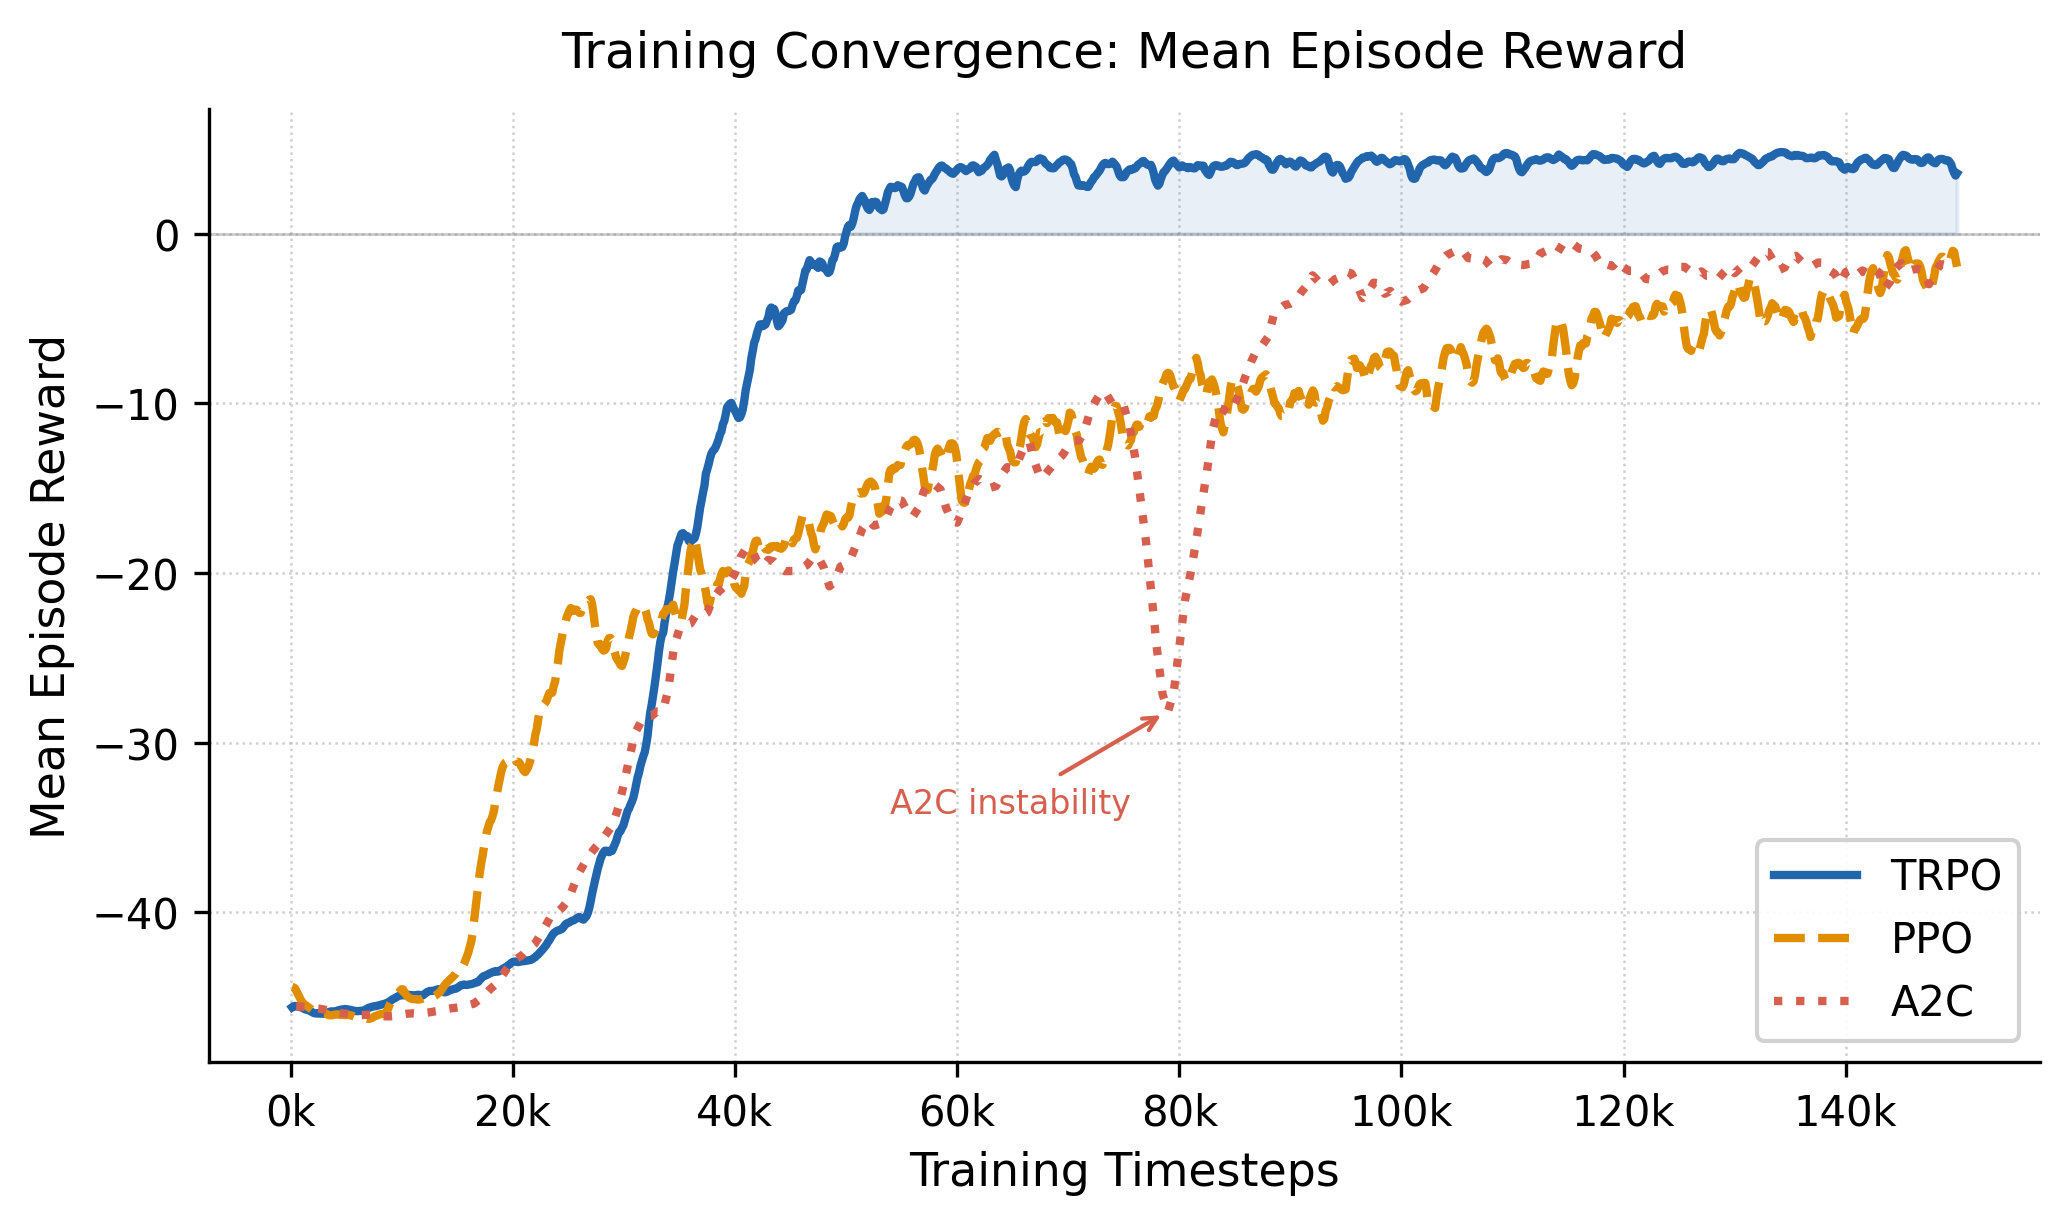 Training Convergence: Mean Episode Reward
Mean Episode Reward
0
−10
−20
−30
−40
A2C instability
TRPO
PPO
A2C
0k 20k 40k 60k 80k 100k 120k 140k
Training Timesteps